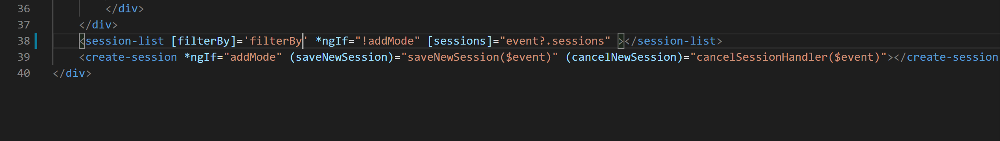 36 </div>
37 </div>
38 <session-list [filterBy]='filterBy' *ngIf="!addMode" [sessions]="event?.sessions" ></session-list>
39 <create-session *ngIf="addMode" (saveNewSession)="saveNewSession($event)" (cancelNewSession)="cancelSessionHandler($event)"></create-session
40 </div>